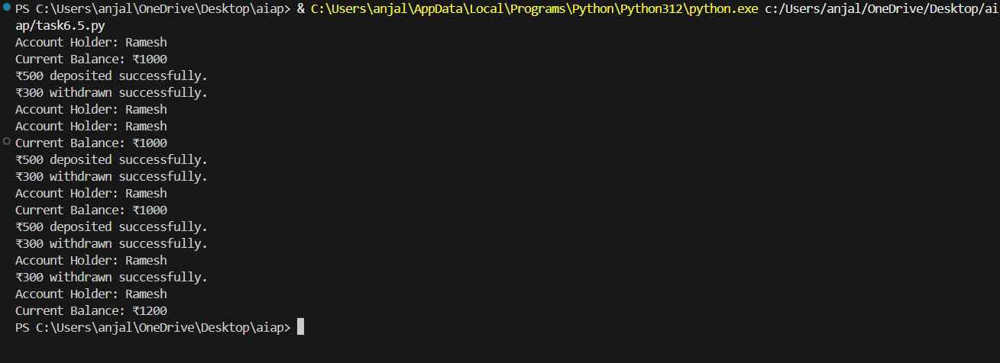 PS C:\Users\anjal\OneDrive\Desktop\aiap> & C:\Users\anjal\AppData\Local\Programs\Python\Python312\python.exe c:/Users/anjal/OneDrive/Desktop/ai
ap/task6.5.py
Account Holder: Ramesh
Current Balance: ₹1000
₹500 deposited successfully.
₹300 withdrawn successfully.
Account Holder: Ramesh
Account Holder: Ramesh
Current Balance: ₹1000
₹500 deposited successfully.
₹300 withdrawn successfully.
Account Holder: Ramesh
Current Balance: ₹1000
₹500 deposited successfully.
₹300 withdrawn successfully.
Account Holder: Ramesh
₹300 withdrawn successfully.
Account Holder: Ramesh
Current Balance: ₹1200
PS C:\Users\anjal\OneDrive\Desktop\aiap>